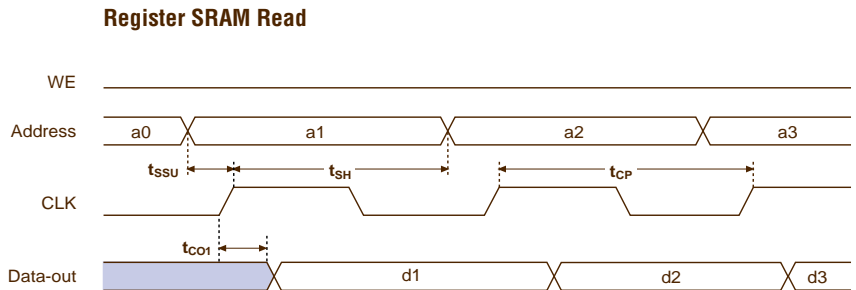 Register SRAM Read
WE
Address a0 a1 a2 a3
tSSU tSH tCP
CLK
tCO1
Data-out d1 d2 d3